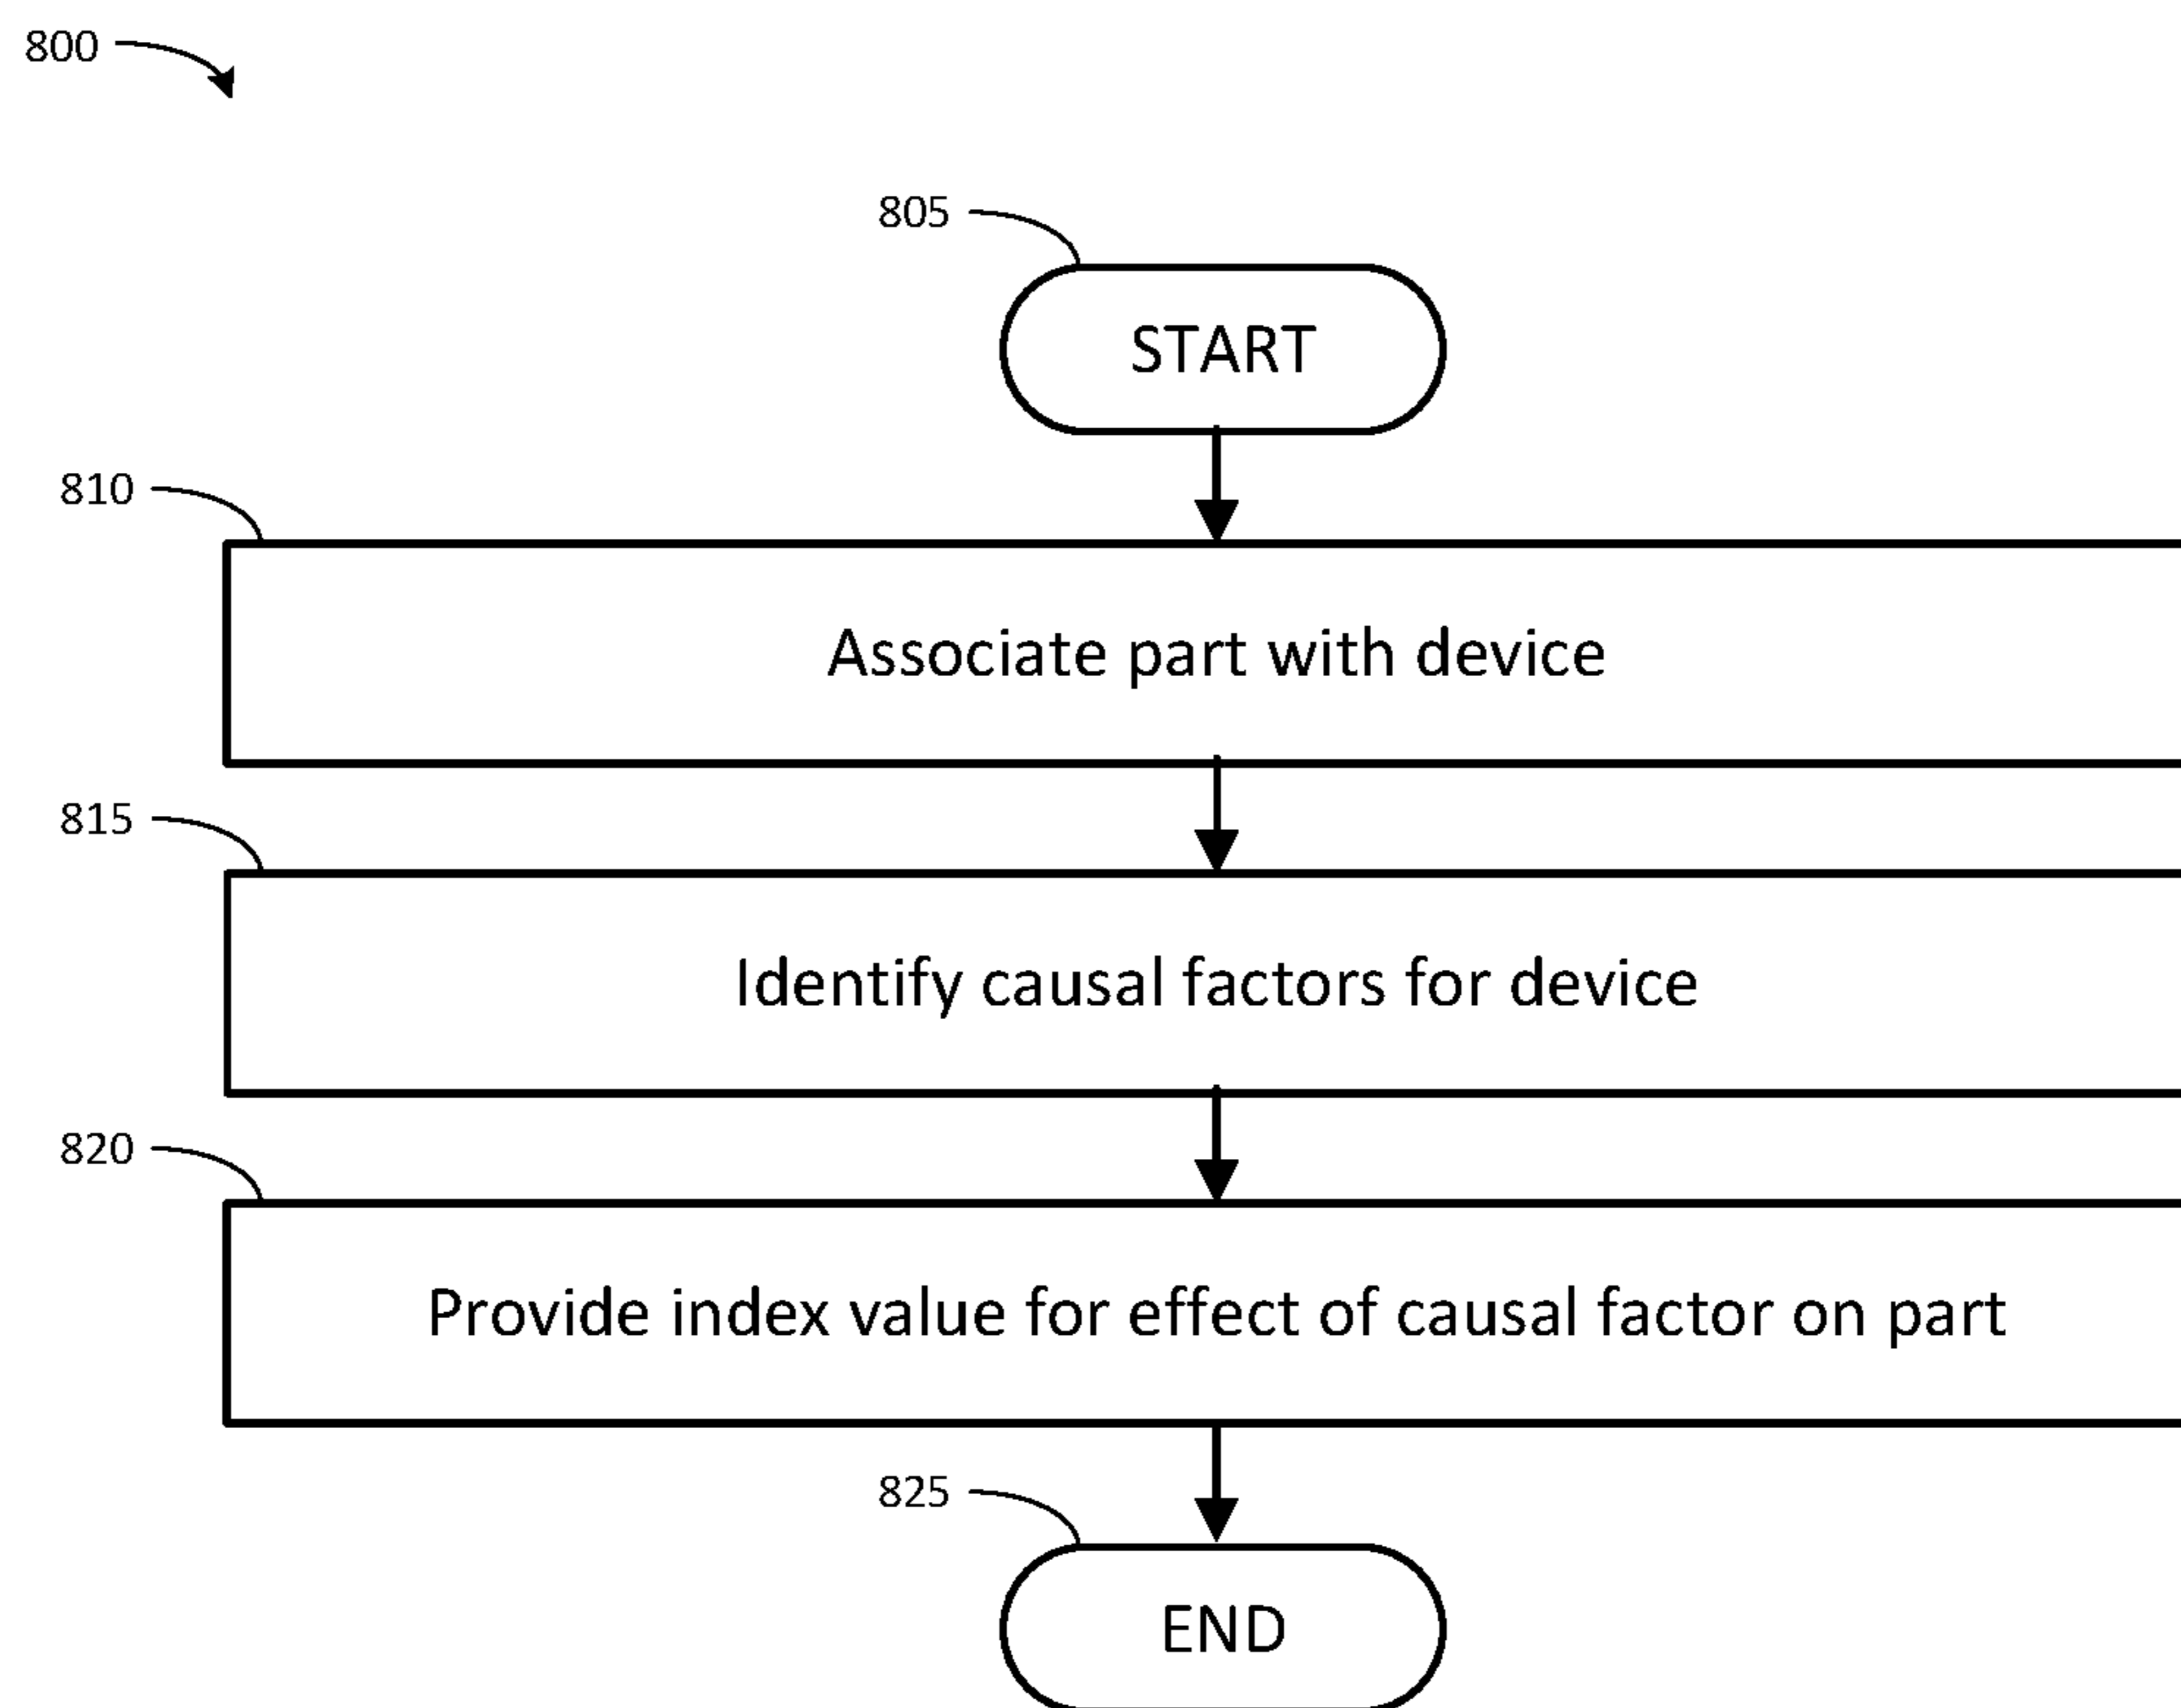 800
805
START
810
Associate part with device
815
Identify causal factors for device
820
Provide index value for effect of causal factor on part
825
END